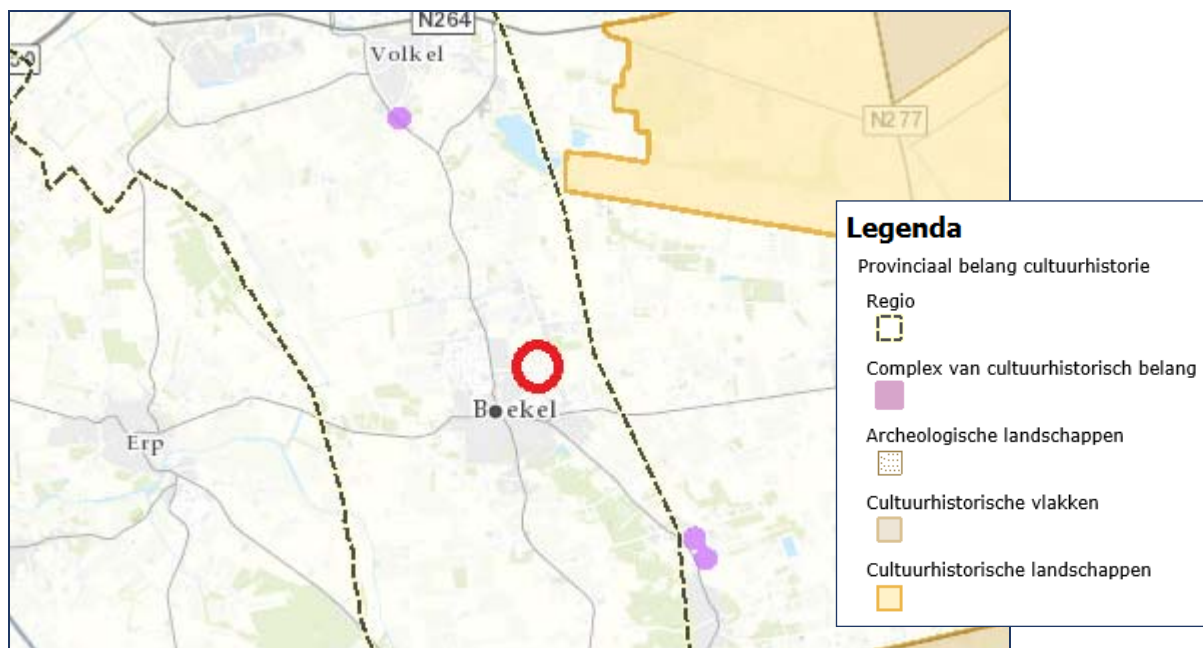 N264
Volkel
N277
Boekel
Erp
Legenda
Provinciaal belang cultuurhistorie
Regio
Complex van cultuurhistorisch belang
Archeologische landschappen
Cultuurhistorische vlakken
Cultuurhistorische landschappen